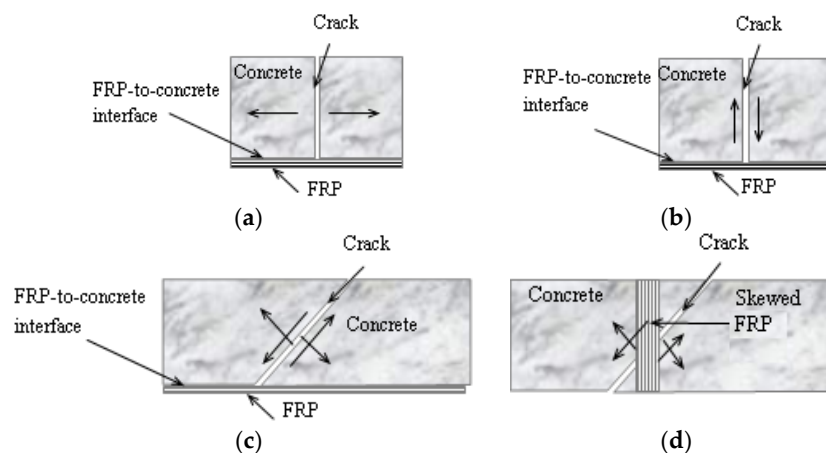 Crack
Concrete
FRP-to-concrete
interface
FRP
(a)
Crack
Concrete
FRP-to-concrete
interface
FRP
(b)
Crack
FRP-to-concrete
interface
Concrete
FRP
(c)
Crack
Concrete
Skewed
FRP
(d)